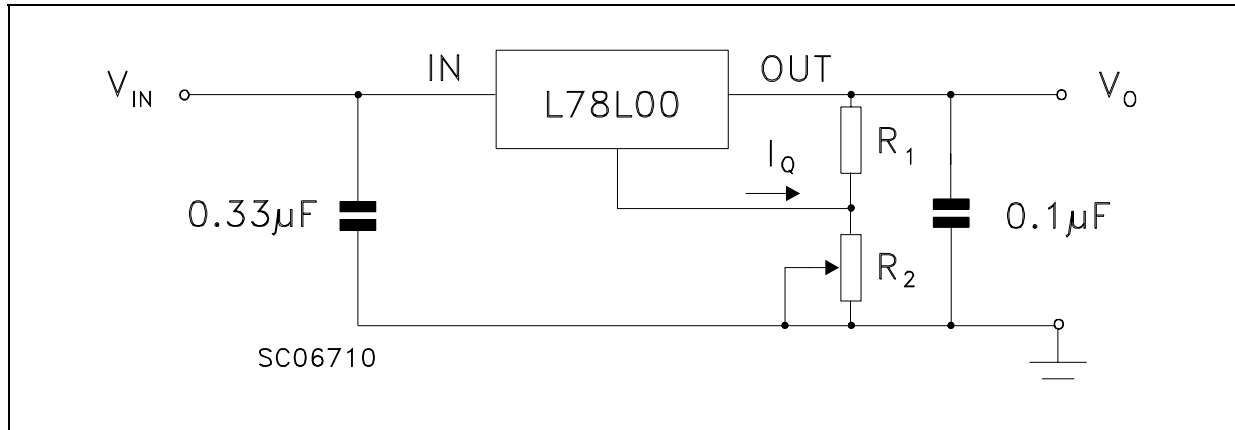 V_IN
IN
L78L00
OUT
V_O
R_1
I_Q
0.33µF
0.1µF
R_2
SC06710